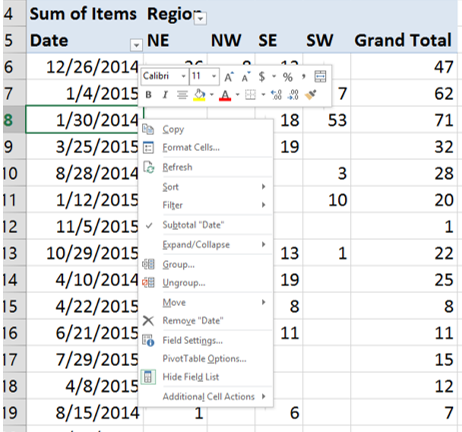 4 Sum of Items Region
5 Date NE NW SE SW Grand Total
6 12/26/2014 47
7 1/4/2015 7 62
8 1/30/2014 18 53 71
9 3/25/2015 19 32
10 8/28/2014 3 28
11 1/12/2015 10 20
12 11/5/2015 1
13 10/29/2015 13 1 22
14 4/10/2014 19 25
15 4/22/2015 8 8
16 6/21/2015 11 11
17 7/29/2015 15
18 4/8/2015 12
19 8/15/2014 1 6 7
Calibri 11 A A $ % ,
B I A .00 .00
Copy
Format Cells...
Refresh
Sort
Filter
Subtotal "Date"
Expand/Collapse
Group...
Ungroup...
Move
Remove "Date"
Field Settings...
PivotTable Options...
Hide Field List
Additional Cell Actions